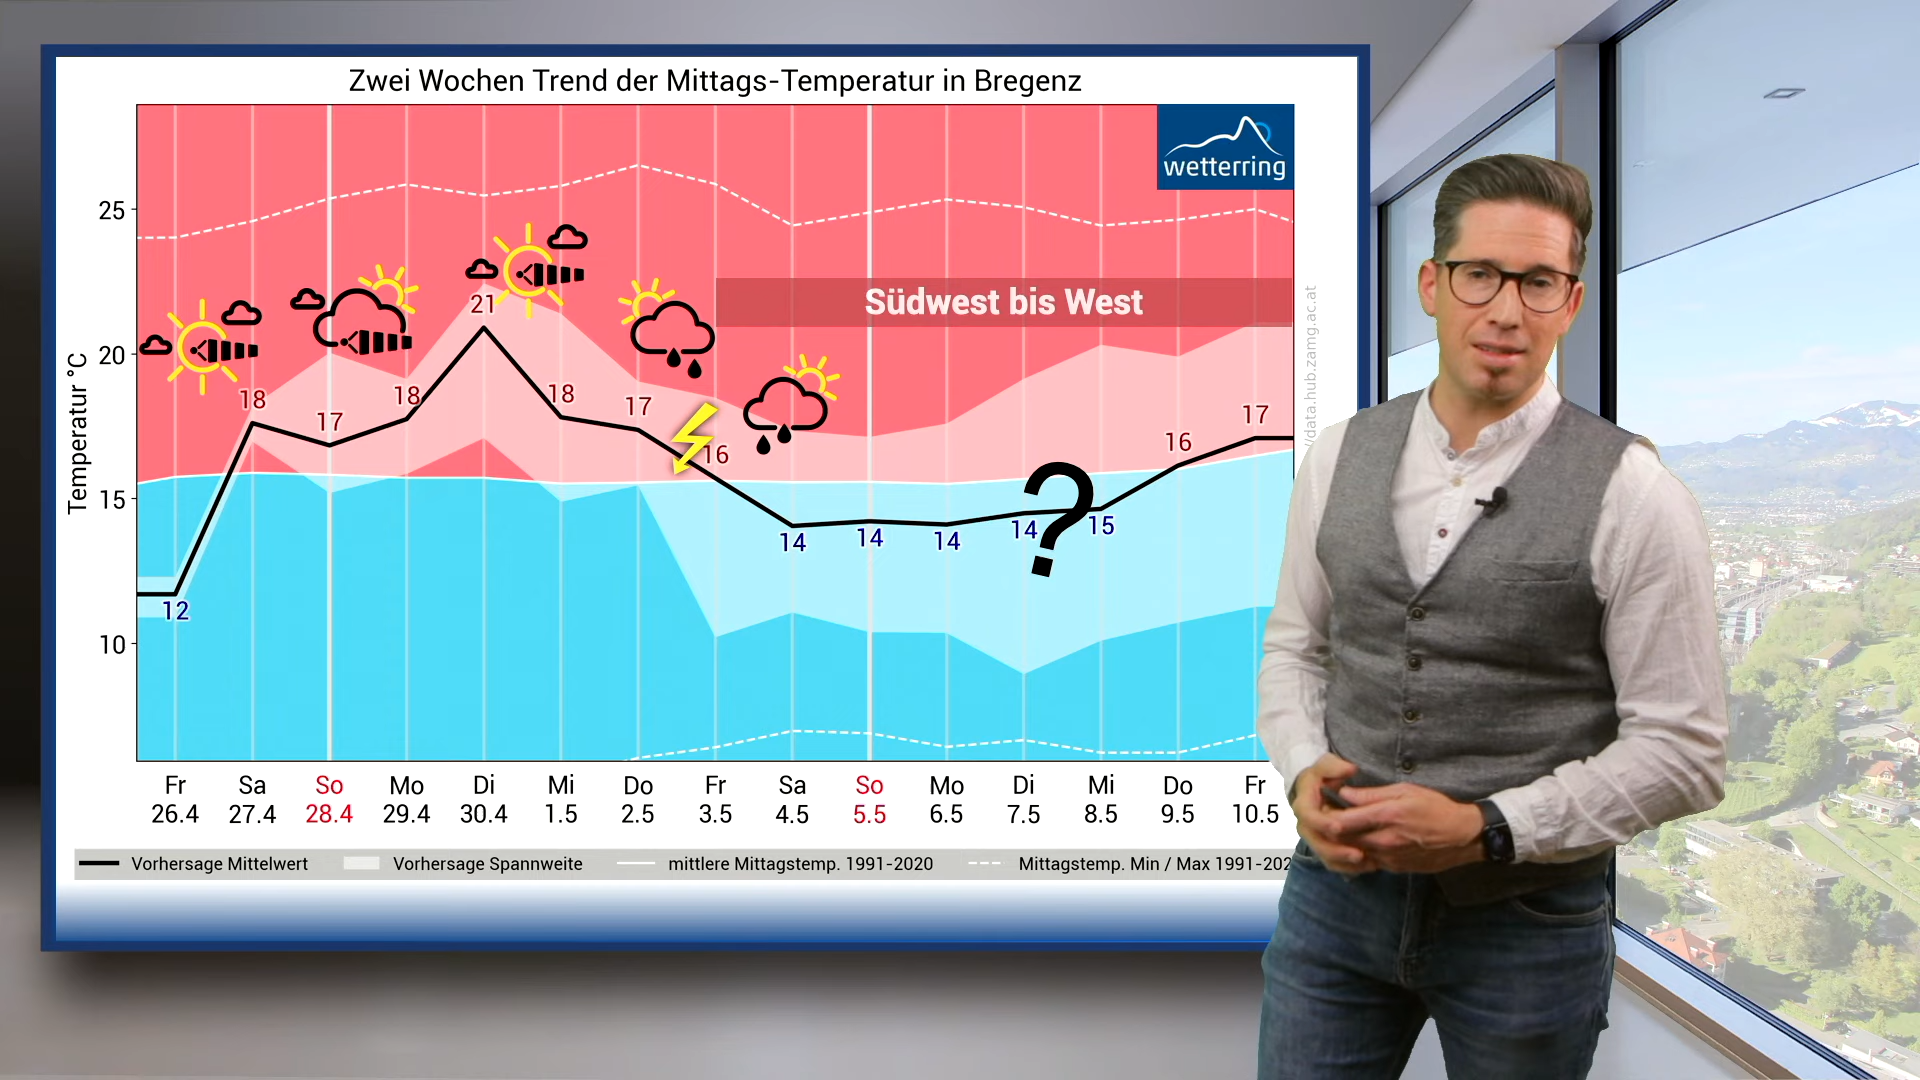 Zwei Wochen Trend der Mittags-Temperatur in Bregenz
wetterring
Südwest bis West
Temperatur °C
25
20
15
10
12
18
17
18
21
18
17
16
14
14
14
14
?
15
16
17
/data.hub.zamg.ac.at
Fr Sa So Mo Di Mi Do Fr Sa So Mo Di Mi Do Fr
26.4 27.4 28.4 29.4 30.4 1.5 2.5 3.5 4.5 5.5 6.5 7.5 8.5 9.5 10.5
Vorhersage Mittelwert Vorhersage Spannweite mittlere Mittagstemp. 1991-2020 Mittagstemp. Min / Max 1991-202